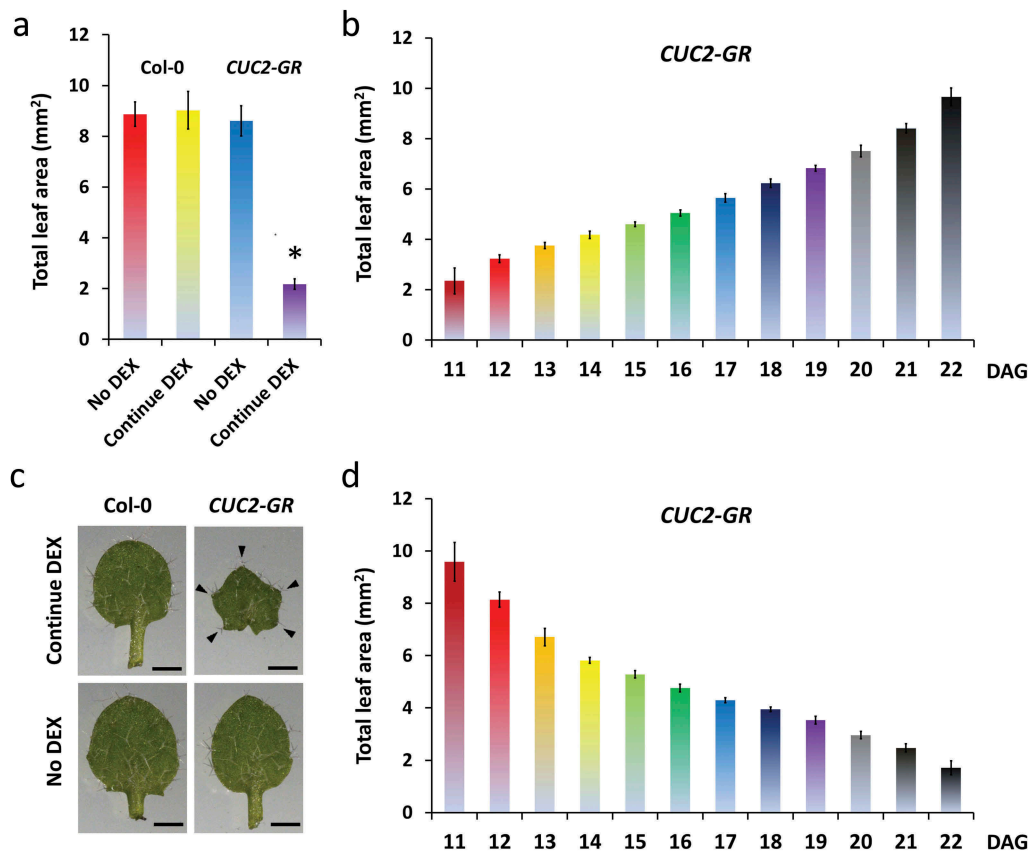 a
Total leaf area (mm²)
12
10
8
6
4
2
0
Col-0 CUC2-GR
*
No DEX
Continue DEX
No DEX
Continue DEX
b
CUC2-GR
Total leaf area (mm²)
12
10
8
6
4
2
0
11 12 13 14 15 16 17 18 19 20 21 22 DAG
c
Col-0 CUC2-GR
Continue DEX
No DEX
d
CUC2-GR
Total leaf area (mm²)
12
10
8
6
4
2
0
11 12 13 14 15 16 17 18 19 20 21 22 DAG